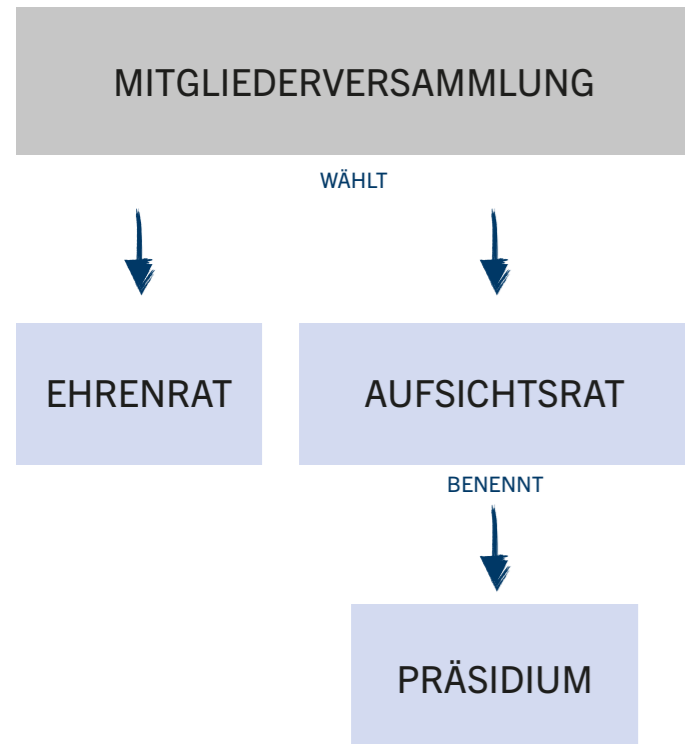 MITGLIEDERVERSAMMLUNG
WÄHLT
EHRENRAT
AUFSICHTSRAT
BENENNT
PRÄSIDIUM